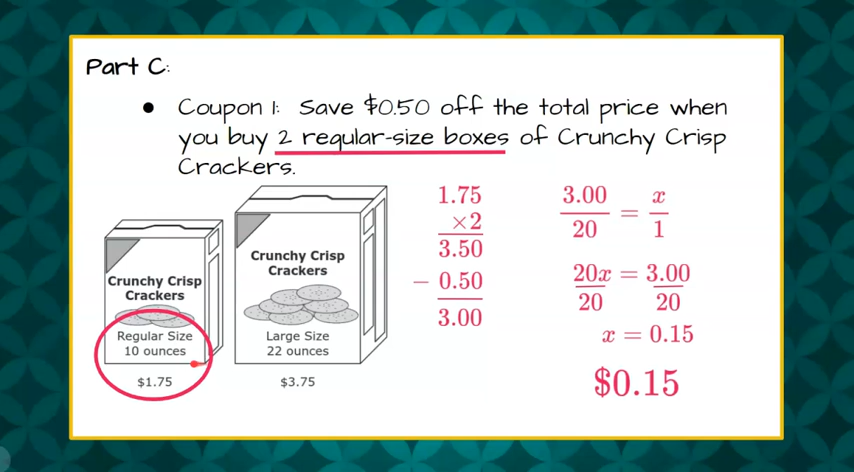 Part C:
• Coupon 1: Save $0.50 off the total price when
you buy 2 regular-size boxes of Crunchy Crisp
Crackers.
Crunchy Crisp
Crackers
Regular Size
10 ounces
$1.75
Crunchy Crisp
Crackers
Large Size
22 ounces
$3.75
1.75
×2
3.50
− 0.50
3.00
3.00/20 = x/1
20x/20 = 3.00/20
x = 0.15
$0.15